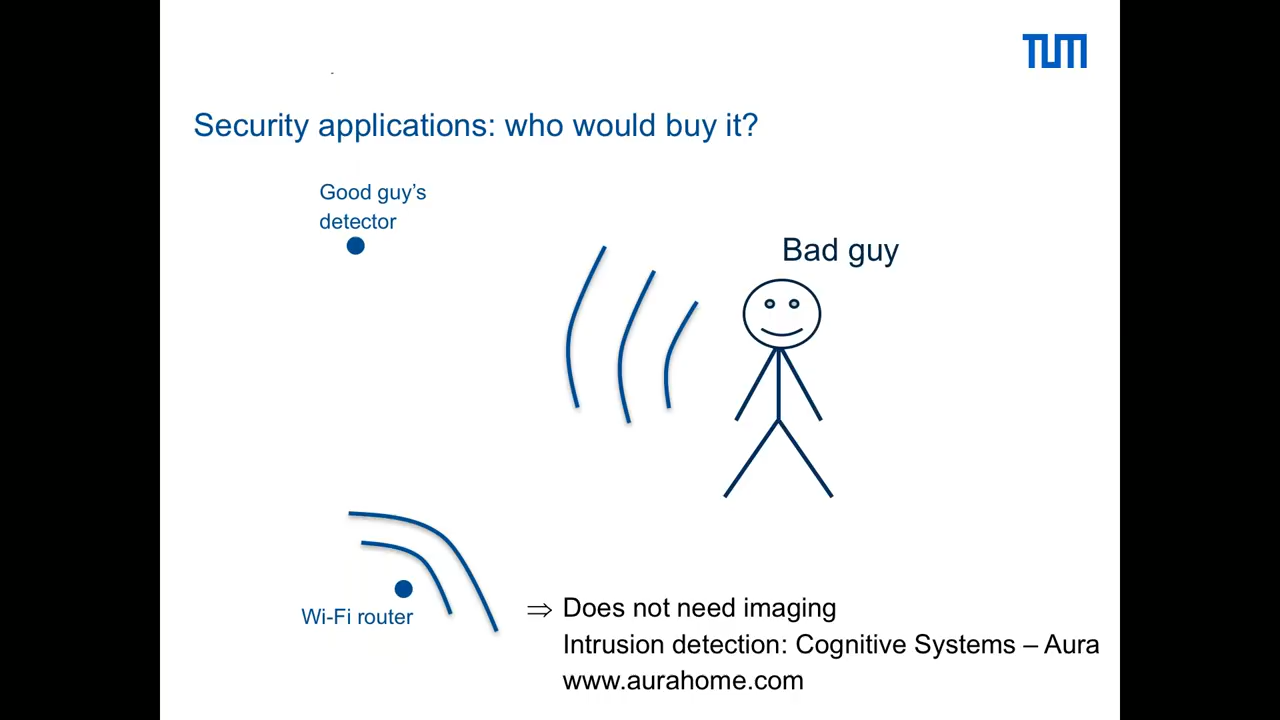 TUM
Security applications: who would buy it?
Good guy’s
detector
Bad guy
Wi-Fi router
⇒ Does not need imaging
Intrusion detection: Cognitive Systems – Aura
www.aurahome.com